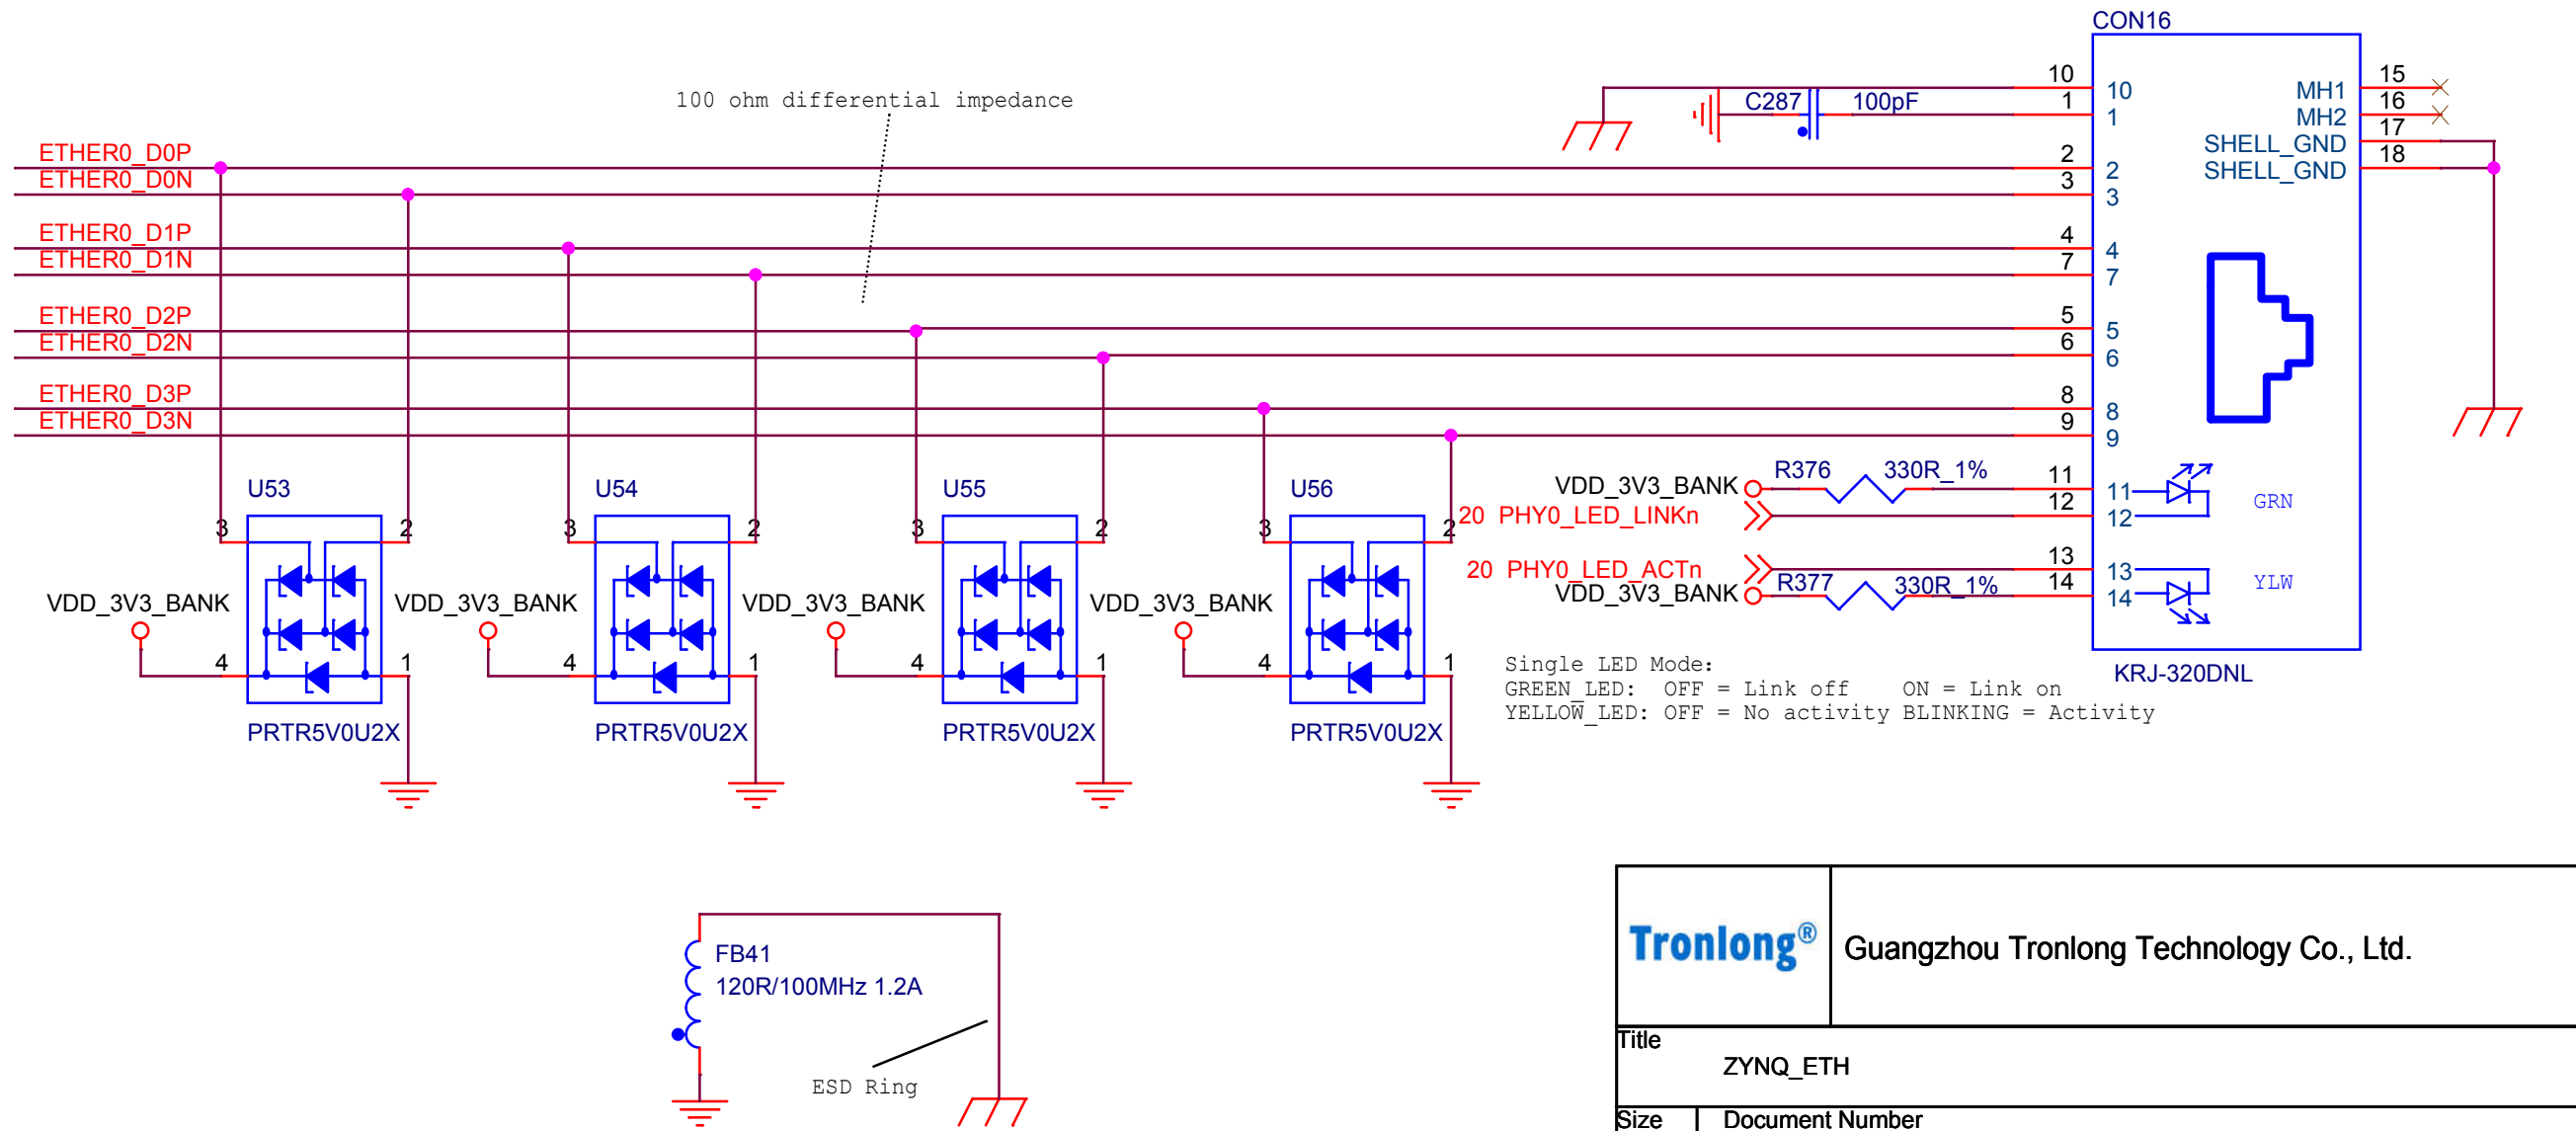 CON16
10
10
1
1
C287
100pF
MH1
15
MH2
16
SHELL_GND
17
SHELL_GND
18
100 ohm differential impedance
ETHER0_D0P
2
2
ETHER0_D0N
3
3
ETHER0_D1P
4
4
ETHER0_D1N
7
7
ETHER0_D2P
5
5
ETHER0_D2N
6
6
ETHER0_D3P
8
8
ETHER0_D3N
9
9
U53
3
2
VDD_3V3_BANK
4
1
PRTR5V0U2X
U54
3
2
VDD_3V3_BANK
4
1
PRTR5V0U2X
U55
3
2
VDD_3V3_BANK
4
1
PRTR5V0U2X
U56
3
2
VDD_3V3_BANK
4
1
PRTR5V0U2X
VDD_3V3_BANK
R376
330R_1%
11
11
20 PHY0_LED_LINKn
12
12
GRN
20 PHY0_LED_ACTn
13
13
VDD_3V3_BANK
R377
330R_1%
14
14
YLW
KRJ-320DNL
Single LED Mode:
GREEN_LED: OFF = Link off ON = Link on
YELLOW_LED: OFF = No activity BLINKING = Activity
FB41
120R/100MHz 1.2A
ESD Ring
Tronlong®
Guangzhou Tronlong Technology Co., Ltd.
Title
ZYNQ_ETH
Size
Document Number